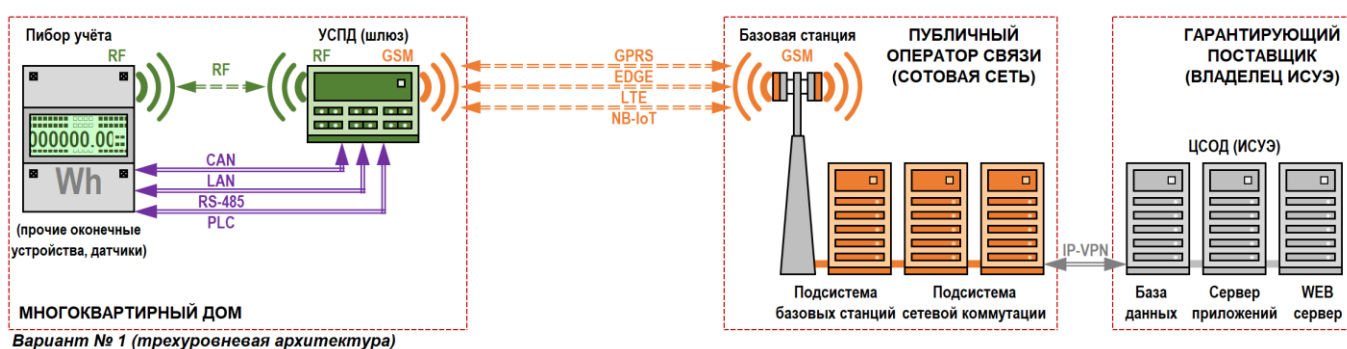 Пибор учёта
RF
УСПД (шлюз)
RF
GSM
RF
000000.00
Wh
CAN
LAN
RS-485
PLC
(прочие оконечные
устройства, датчики)
МНОГОКВАРТИРНЫЙ ДОМ
GPRS
EDGE
LTE
NB-IoT
Базовая станция
GSM
ПУБЛИЧНЫЙ
ОПЕРАТОР СВЯЗИ
(СОТОВАЯ СЕТЬ)
Подсистема
базовых станций
Подсистема
сетевой коммутации
IP-VPN
ГАРАНТИРУЮЩИЙ
ПОСТАВЩИК
(ВЛАДЕЛЕЦ ИСУЭ)
ЦСОД (ИСУЭ)
База
данных
Сервер
приложений
WEB
сервер
Вариант № 1 (трехуровневая архитектура)